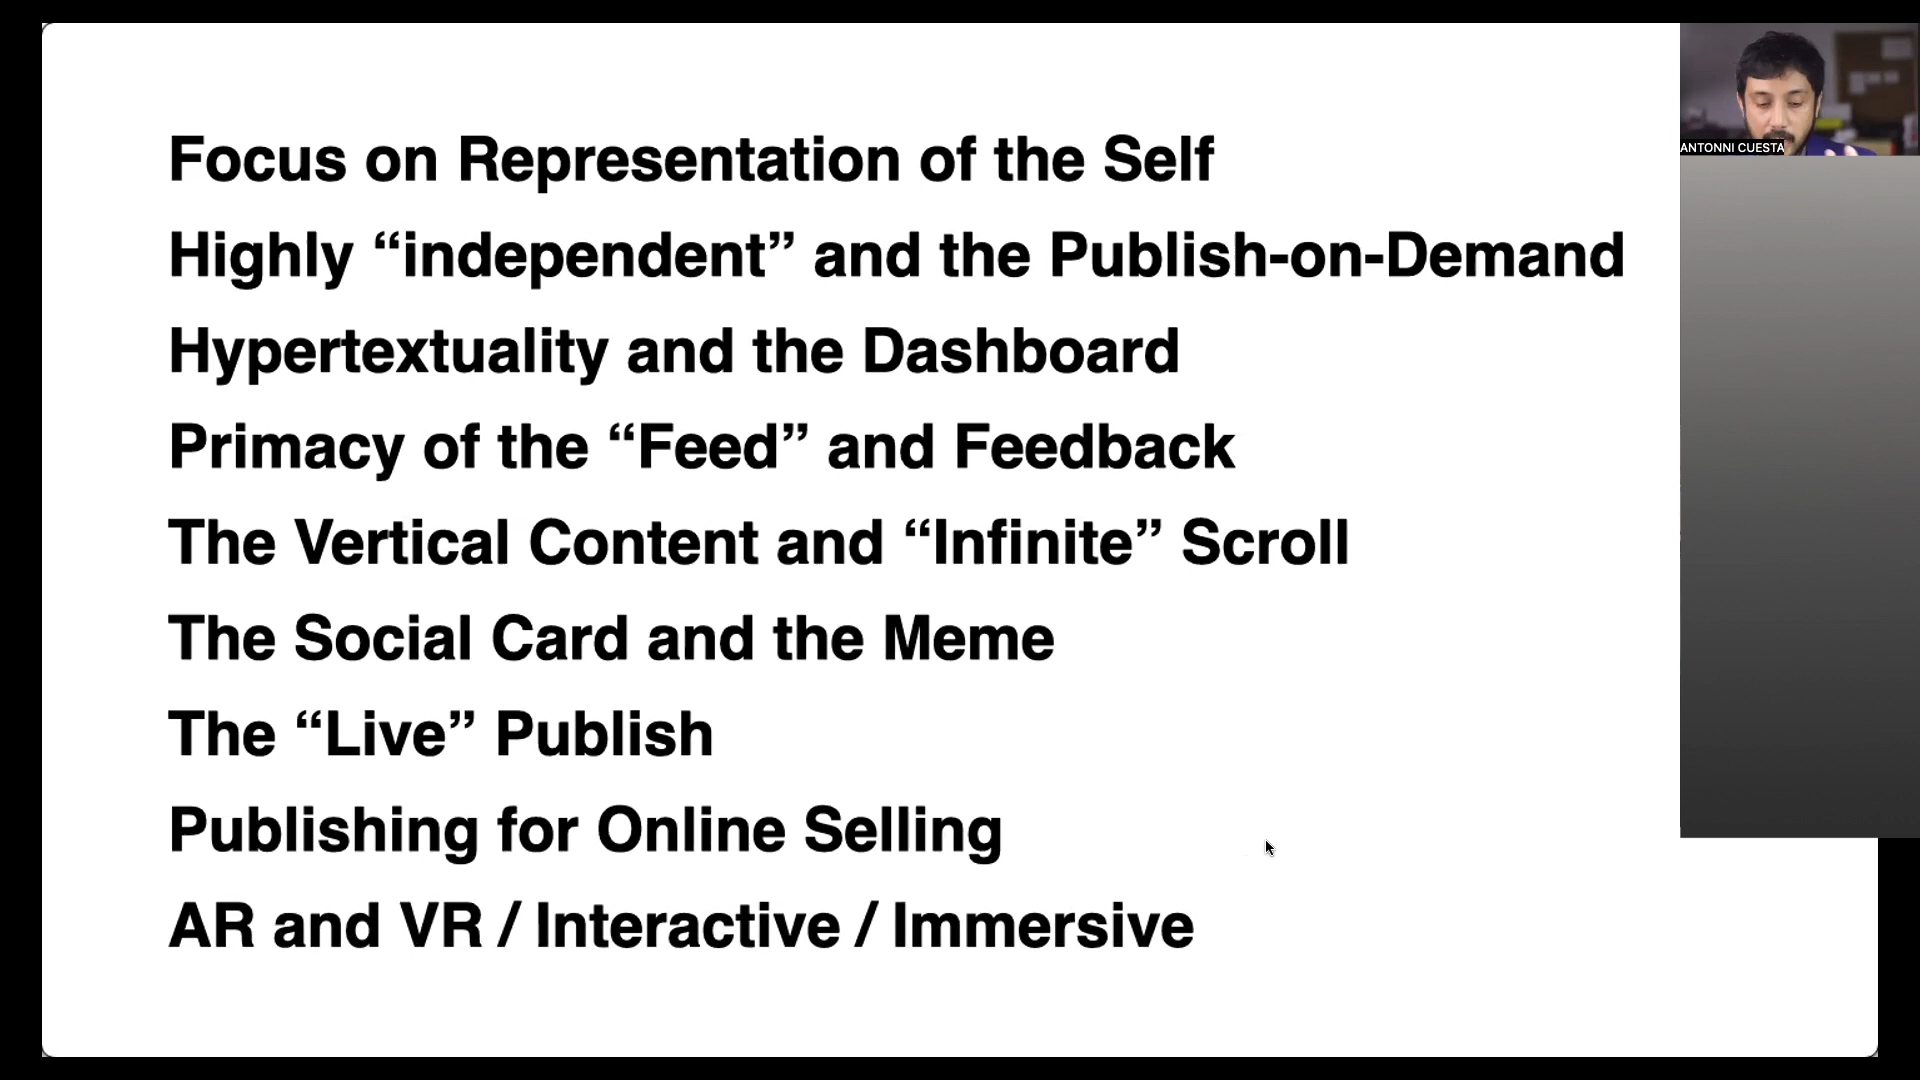 Focus on Representation of the Self
Highly “independent” and the Publish-on-Demand
Hypertextuality and the Dashboard
Primacy of the “Feed” and Feedback
The Vertical Content and “Infinite” Scroll
The Social Card and the Meme
The “Live” Publish
Publishing for Online Selling
AR and VR / Interactive / Immersive
ANTONNI CUESTA